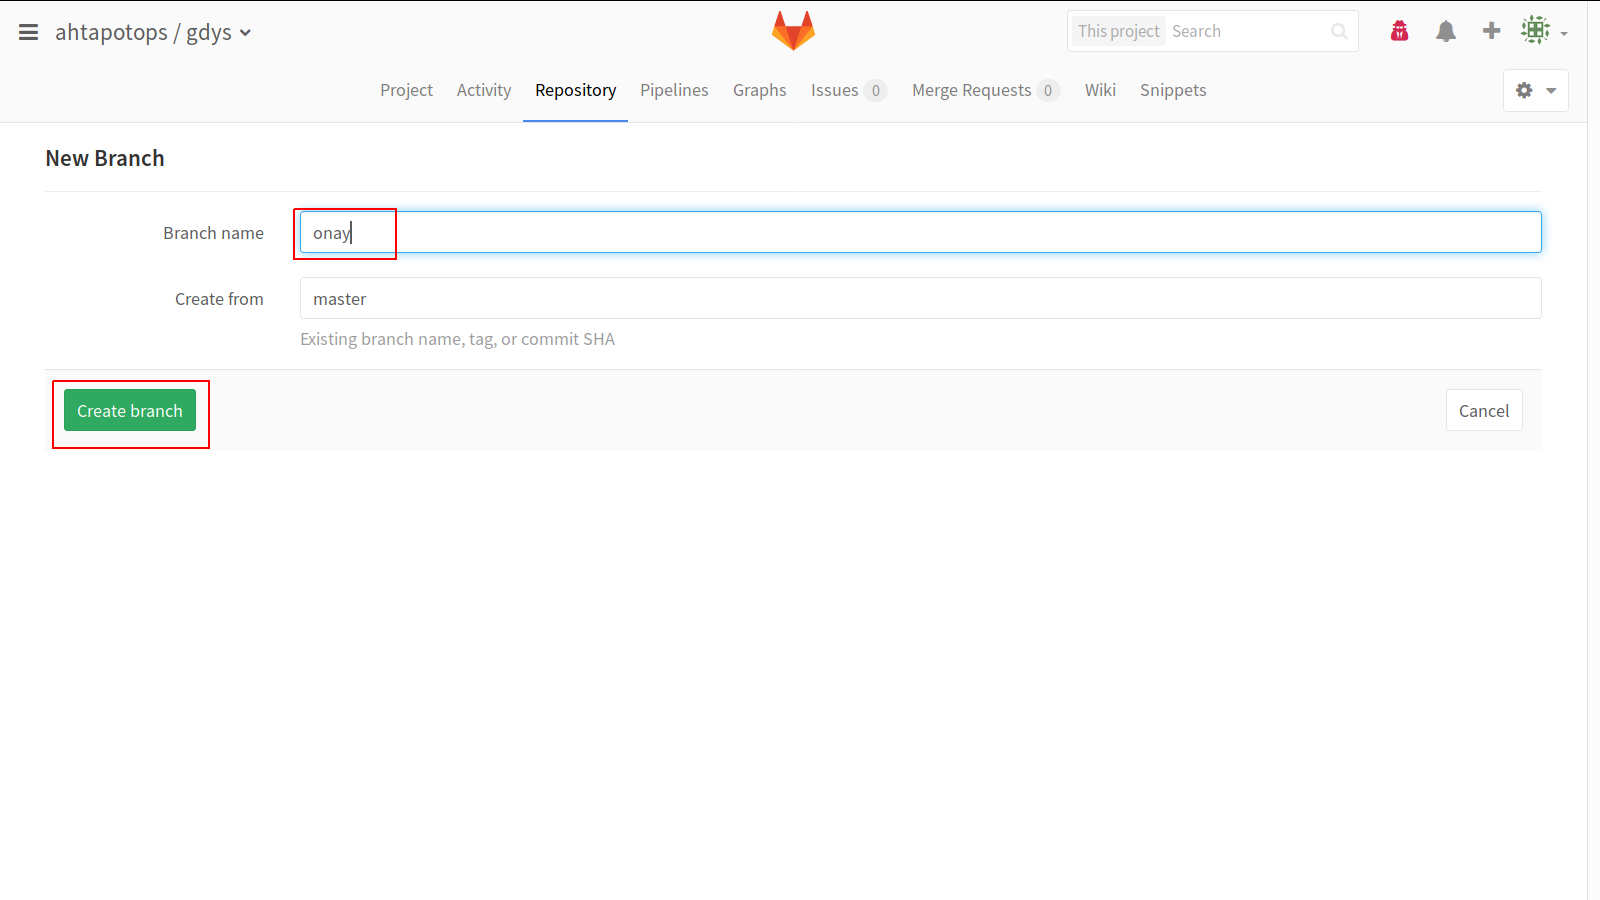 ahtapotops / gdys
This project Search
Project Activity Repository Pipelines Graphs Issues 0 Merge Requests 0 Wiki Snippets
New Branch
Branch name onay
Create from master
Existing branch name, tag, or commit SHA
Create branch Cancel